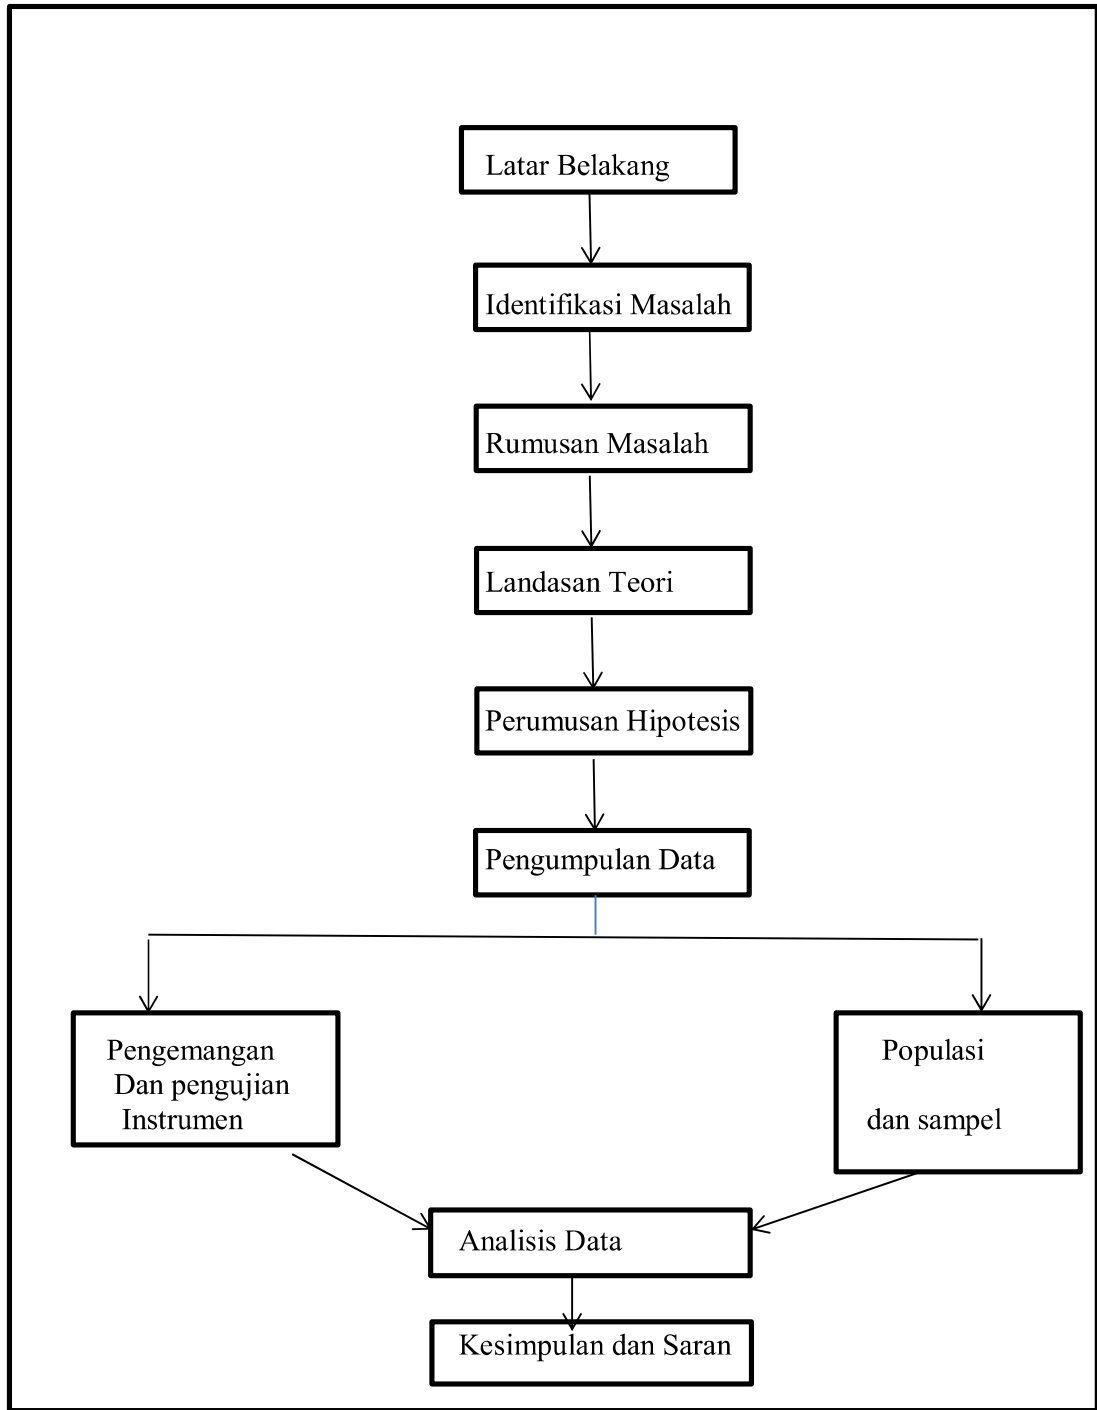 Latar Belakang
Identifikasi Masalah
Rumusan Masalah
Landasan Teori
Perumusan Hipotesis
Pengumpulan Data
Pengemangan
Dan pengujian
Instrumen
Populasi
dan sampel
Analisis Data
Kesimpulan dan Saran